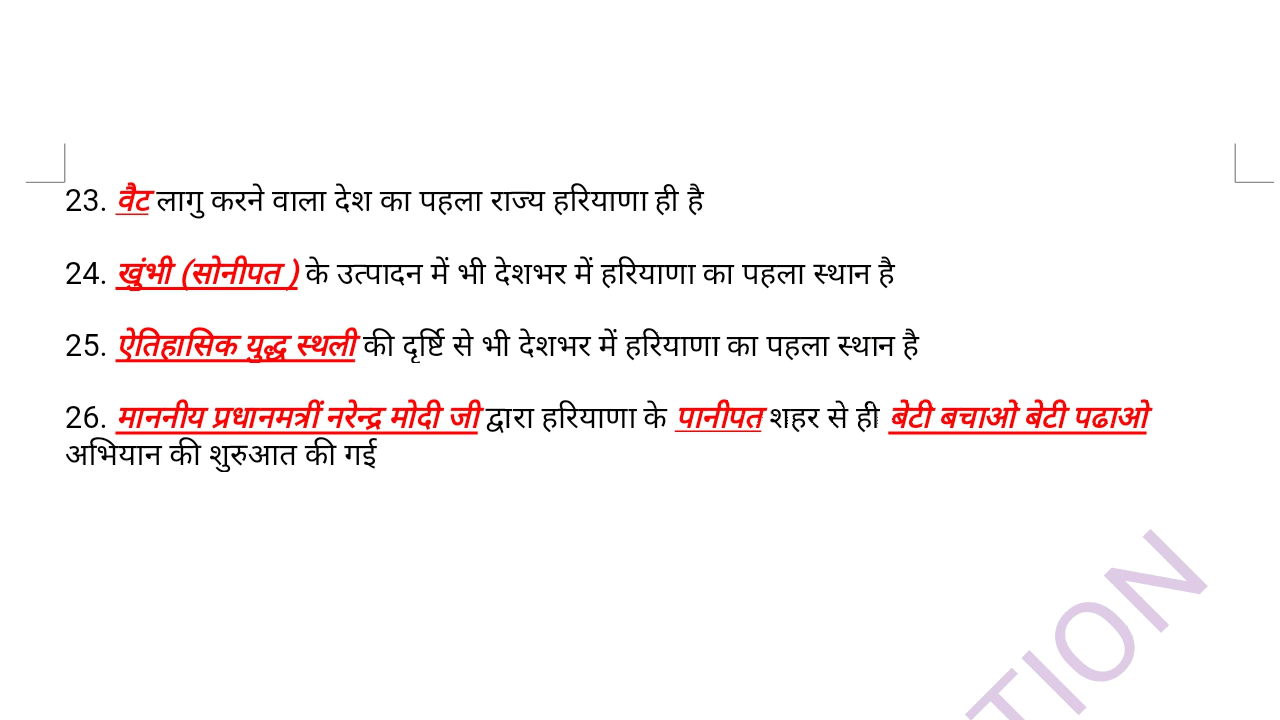 23. वैट लागु करने वाला देश का पहला राज्य हरियाणा ही है
24. खुंभी (सोनीपत ) के उत्पादन में भी देशभर में हरियाणा का पहला स्थान है
25. ऐतिहासिक युद्ध स्थली की दृष्टि से भी देशभर में हरियाणा का पहला स्थान है
26. माननीय प्रधानमत्रीं नरेन्द्र मोदी जी द्वारा हरियाणा के पानीपत शहर से ही बेटी बचाओ बेटी पढाओ
अभियान की शुरुआत की गई
TION